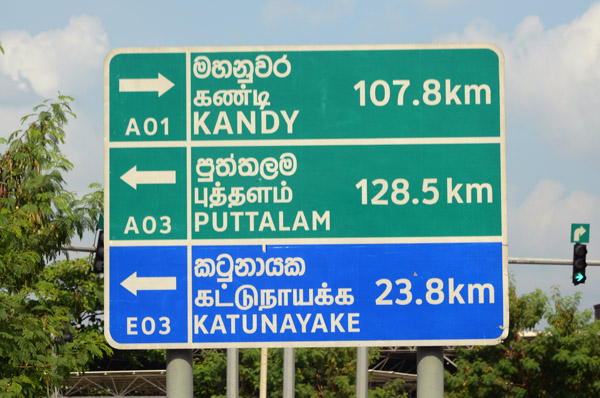 මහනුවර
கண்டி
KANDY
A01
107.8km
පුත්තලම
புத்தளம்
PUTTALAM
A03
128.5km
කටුනායක
கட்டுநாயக்க
KATUNAYAKE
E03
23.8km